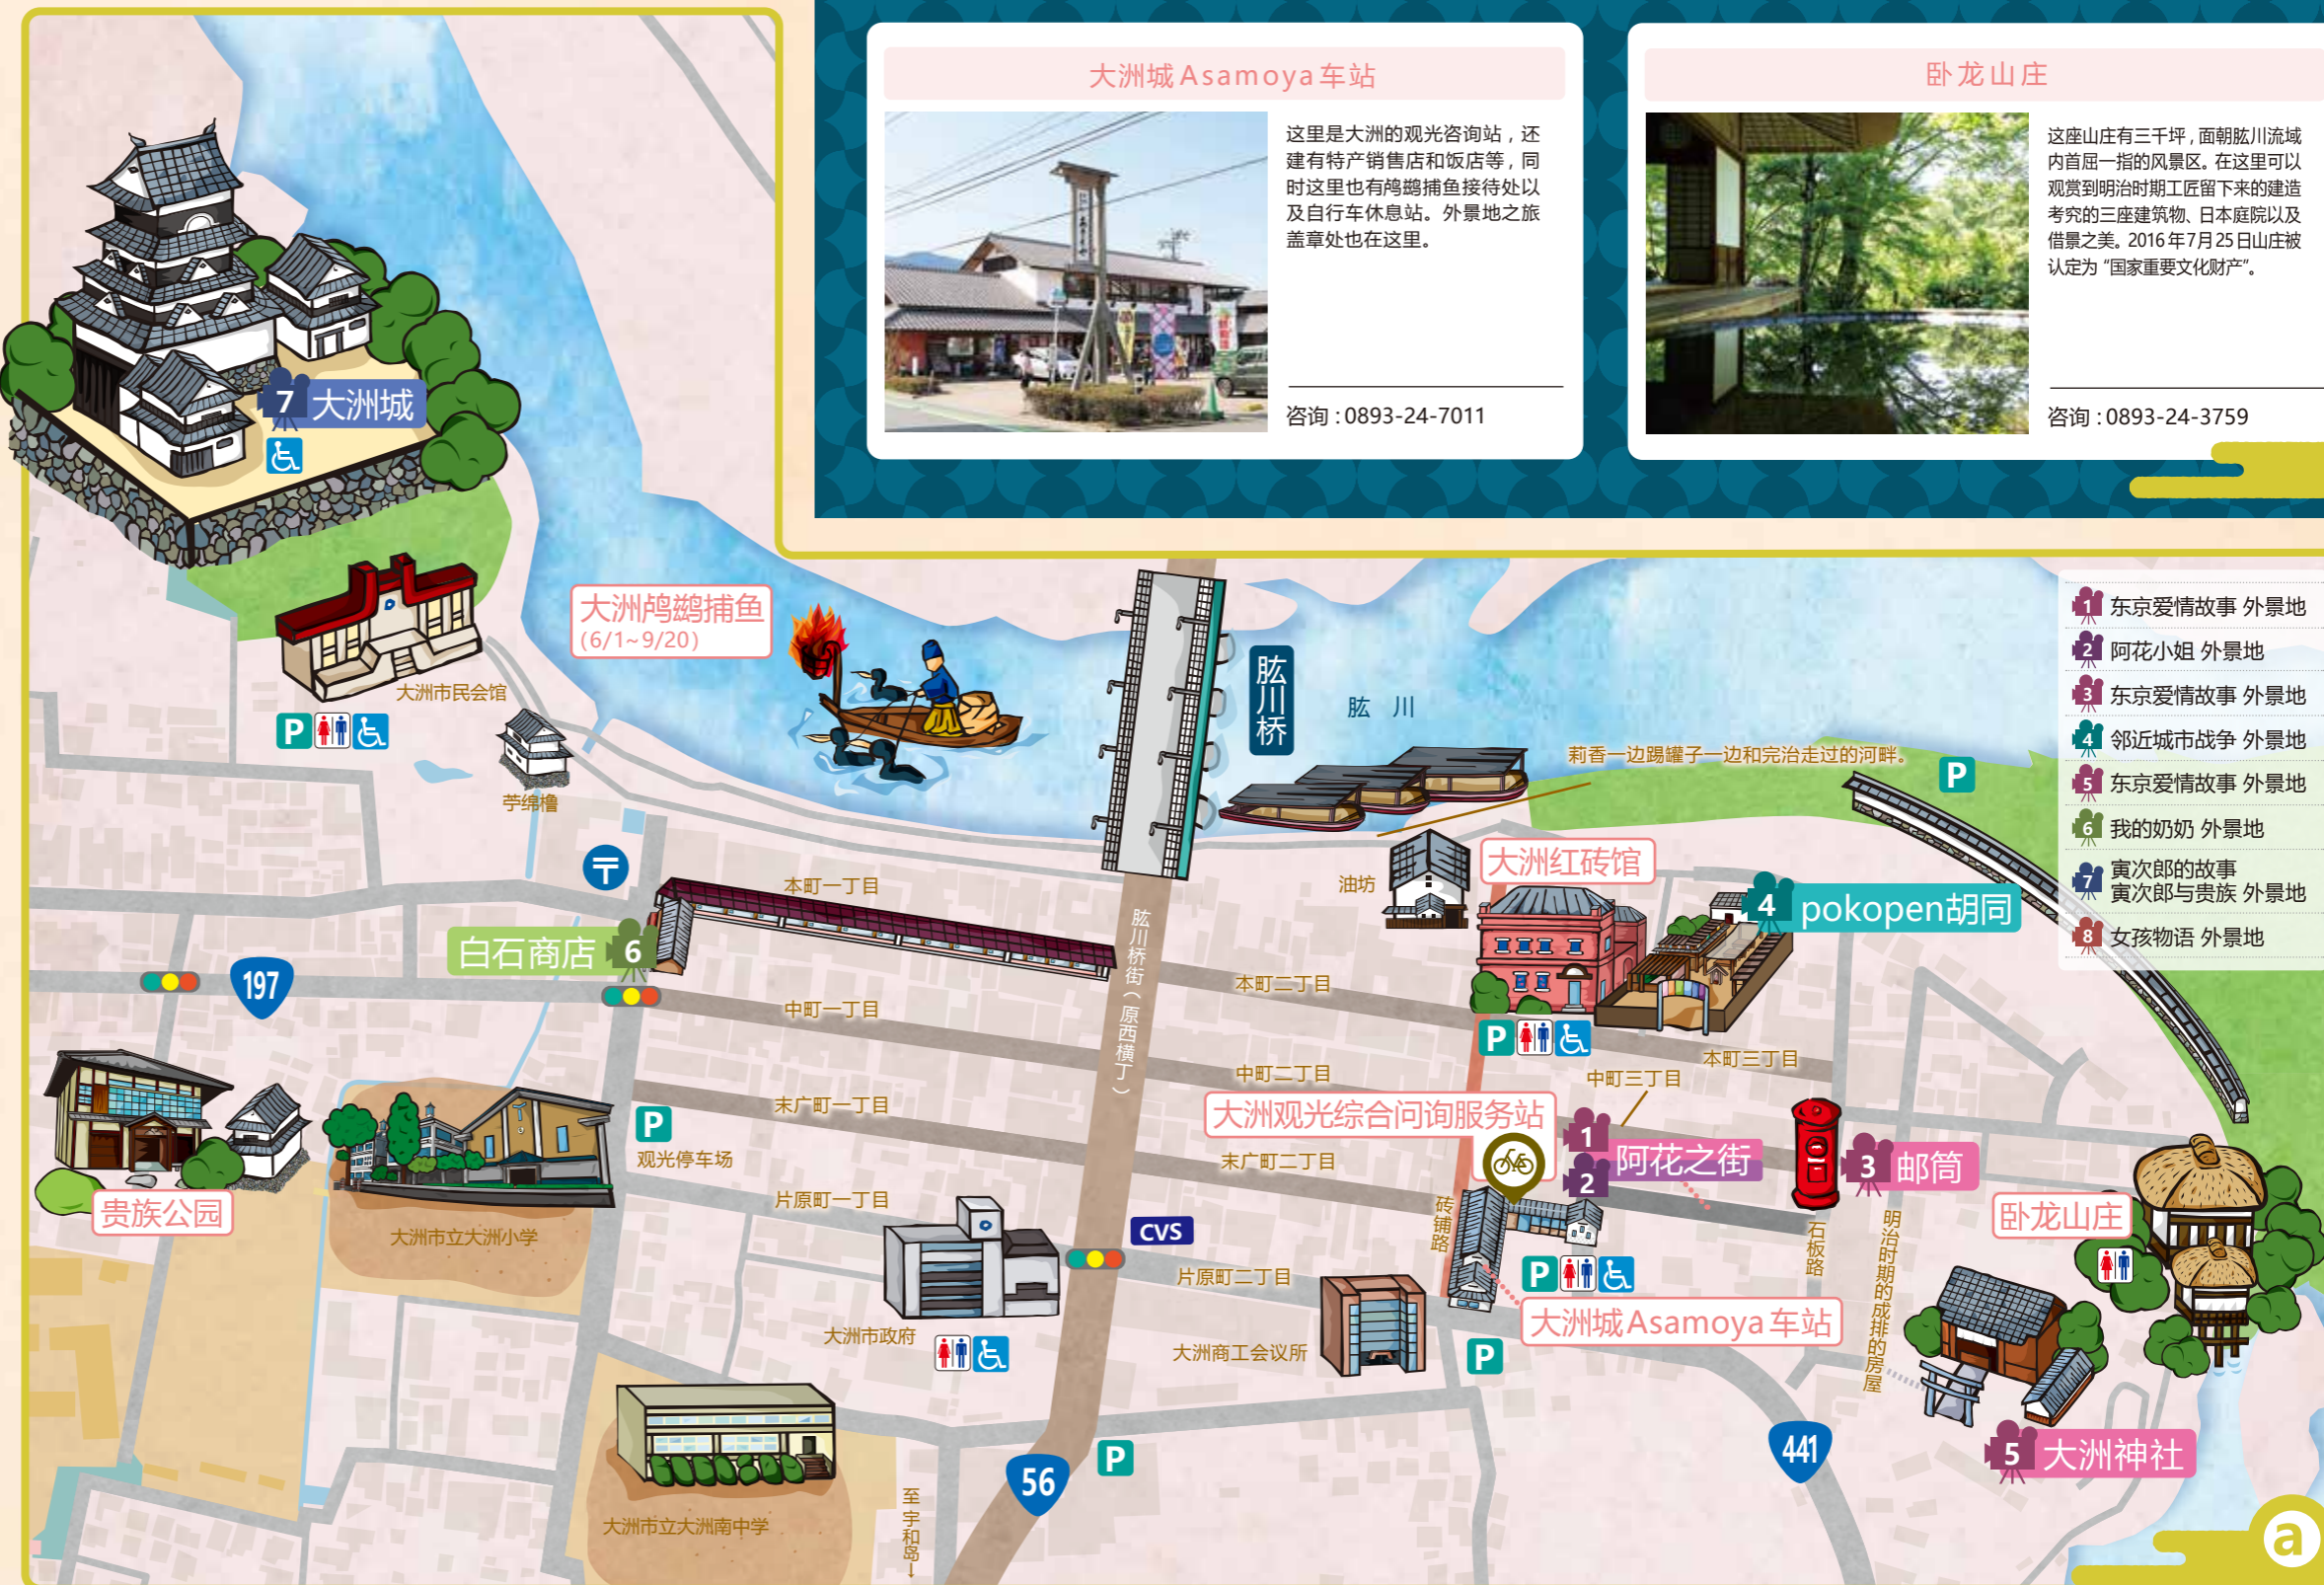 大洲城Asamoya车站
这里是大洲的观光咨询站，还
建有特产销售店和饭店等，同
时这里也有鸬鹚捕鱼接待处以
及自行车休息站。外景地之旅
盖章处也在这里。
咨询：0893-24-7011
卧龙山庄
这座山庄有三千坪，面朝肱川流域
内首屈一指的风景区。在这里可以
观赏到明治时期工匠留下来的建造
考究的三座建筑物、日本庭院以及
借景之美。2016年7月25日山庄被
认定为“国家重要文化财产”。
咨询：0893-24-3759
7 大洲城
大洲鸬鹚捕鱼
(6/1~9/20)
大洲市民会馆
P
苧绵橹
肱川桥
肱 川
莉香一边踢罐子一边和完治走过的河畔。
P
1 东京爱情故事 外景地
2 阿花小姐 外景地
3 东京爱情故事 外景地
4 邻近城市战争 外景地
5 东京爱情故事 外景地
6 我的奶奶 外景地
7 寅次郎的故事
寅次郎与贵族 外景地
8 女孩物语 外景地
〒
本町一丁目
油坊
大洲红砖馆
4 pokopen胡同
白石商店 6
197
中町一丁目
肱川桥街（原西横丁）
本町二丁目
P
本町三丁目
中町二丁目
中町三丁目
末广町一丁目
P
观光停车场
大洲观光综合问询服务站
1
2
阿花之街
3 邮筒
末广町二丁目
贵族公园
大洲市立大洲小学
片原町一丁目
CVS
砖铺路
石板路
明治时期的成排的房屋
卧龙山庄
片原町二丁目
P
大洲城Asamoya车站
大洲市政府
大洲商工会议所
P
5 大洲神社
441
56
P
大洲市立大洲南中学
至宇和岛→
a